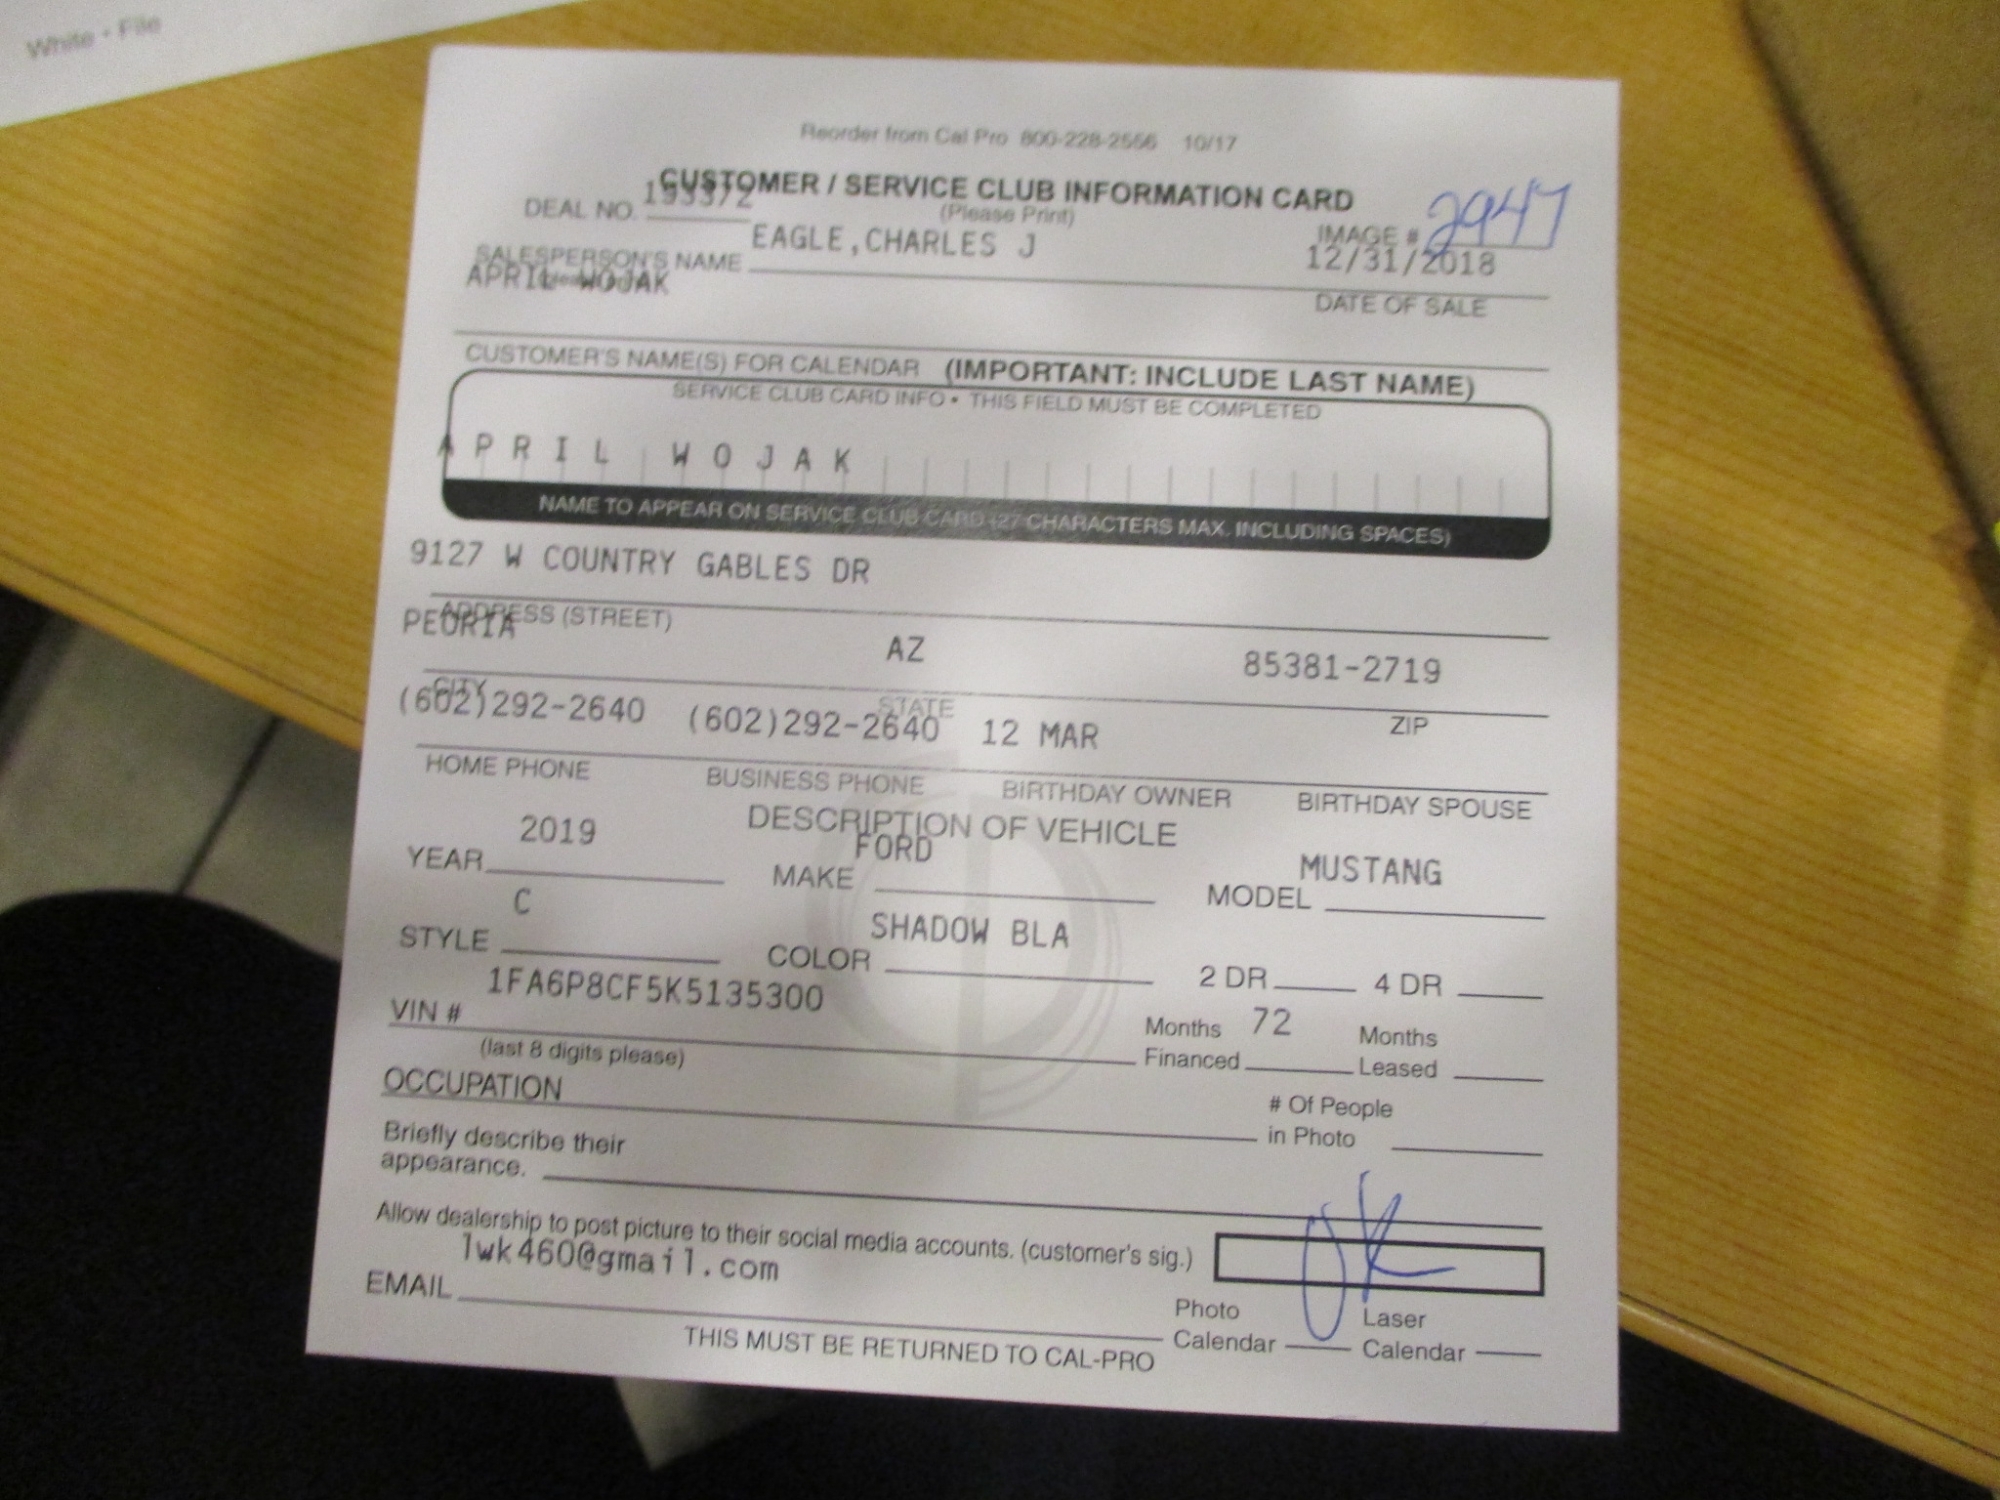 White • File
Reorder from Cal Pro 800-228-2556 10/17
CUSTOMER / SERVICE CLUB INFORMATION CARD
(Please Print)
DEAL NO. 193372
IMAGE # 2947
SALESPERSON'S NAME EAGLE,CHARLES J
12/31/2018
DATE OF SALE
APRIL WOJAK
CUSTOMER'S NAME(S) FOR CALENDAR (IMPORTANT: INCLUDE LAST NAME)
SERVICE CLUB CARD INFO • THIS FIELD MUST BE COMPLETED
APRIL WOJAK
NAME TO APPEAR ON SERVICE CLUB CARD (27 CHARACTERS MAX. INCLUDING SPACES)
9127 W COUNTRY GABLES DR
ADDRESS (STREET)
PEORIA AZ 85381-2719
CITY STATE ZIP
(602)292-2640 (602)292-2640 12 MAR
HOME PHONE BUSINESS PHONE BIRTHDAY OWNER BIRTHDAY SPOUSE
DESCRIPTION OF VEHICLE
YEAR 2019 MAKE FORD MODEL MUSTANG
STYLE C COLOR SHADOW BLA 2 DR 4 DR
VIN # 1FA6P8CF5K5135300
(last 8 digits please)
Months Financed 72 Months Leased
OCCUPATION
# Of People in Photo
Briefly describe their
appearance.
Allow dealership to post picture to their social media accounts. (customer's sig.)
EMAIL lwk460@gmail.com
Photo Calendar Laser Calendar
THIS MUST BE RETURNED TO CAL-PRO